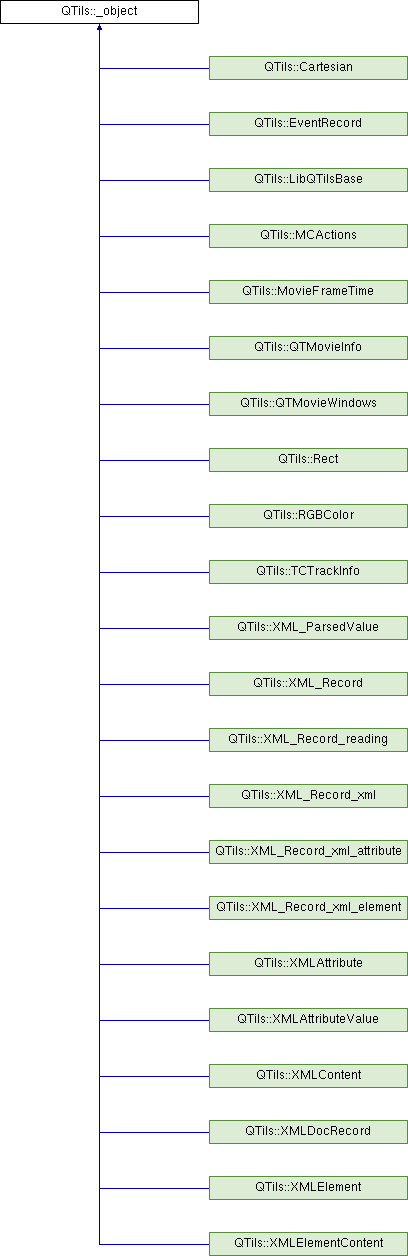 QTils::_object
QTils::Cartesian
QTils::EventRecord
QTils::LibQTilsBase
QTils::MCActions
QTils::MovieFrameTime
QTils::QTMovieInfo
QTils::QTMovieWindows
QTils::Rect
QTils::RGBColor
QTils::TCTrackInfo
QTils::XML_ParsedValue
QTils::XML_Record
QTils::XML_Record_reading
QTils::XML_Record_xml
QTils::XML_Record_xml_attribute
QTils::XML_Record_xml_element
QTils::XMLAttribute
QTils::XMLAttributeValue
QTils::XMLContent
QTils::XMLDocRecord
QTils::XMLElement
QTils::XMLElementContent